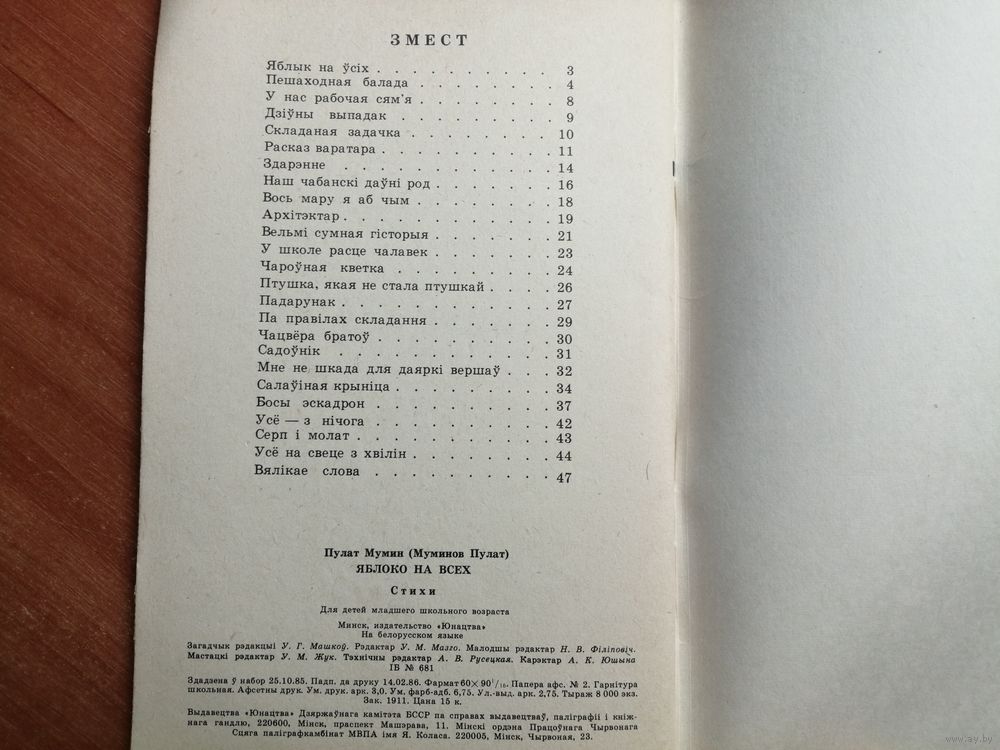 ЗМЕСТ
Яблык на ўсіх . . . . . . . . . . 3
Пешаходная балада . . . . . . . . 4
У нас рабочая сям'я . . . . . . . . 8
Дзіўны выпадак . . . . . . . . . 9
Складаная задачка . . . . . . . . 10
Расказ варатара . . . . . . . . . . 11
Здарэнне . . . . . . . . . . . . 14
Наш чабанскі даўні род . . . . . . . 16
Вось мару я аб чым . . . . . . . . 18
Архітэктар . . . . . . . . . . . . 19
Вельмі сумная гісторыя . . . . . . . 21
У школе расце чалавек . . . . . . . 23
Чароўная кветка . . . . . . . . . 24
Птушка, якая не стала птушкай . . . . 26
Падарунак . . . . . . . . . . . . 27
Па правілах складання . . . . . . . 29
Чацвёра братоў . . . . . . . . . . 30
Садоўнік . . . . . . . . . . . . 31
Мне не шкада для даяркі вершаў . . . 32
Салаўіная крыніца . . . . . . . . . 34
Босы эскадрон . . . . . . . . . . 37
Усё — з нічога . . . . . . . . . . 42
Серп і молат . . . . . . . . . . . 43
Усё на свеце з хвілін . . . . . . . . 44
Вялікае слова . . . . . . . . . . 47
Пулат Мумин (Муминов Пулат)
ЯБЛОКО НА ВСЕХ
Стихи
Для детей младшего школьного возраста
Минск, издательство «Юнацтва»
На белорусском языке
Загадчык рэдакцыі У. Г. Машкоў. Рэдактар У. М. Мазго. Малодшы рэдактар Н. В. Філіповіч.
Мастацкі рэдактар У. М. Жук. Тэхнічны рэдактар А. В. Русецкая. Карэктар А. К. Юшына
ІБ № 681
Здадзена ў набор 25.10.85. Падп. да друку 14.02.86. Фармат 60×90¹/₁₆. Папера афс. № 2. Гарнітура
школьная. Афсетны друк. Ум. друк. арк. 3,0. Ум. фарб-адб. 6,75. Ул.-выд. арк. 2,75. Тыраж 8 000 экз.
Зак. 1911. Цана 15 к.
Выдавецтва «Юнацтва» Дзяржаўнага камітэта БССР па справах выдавецтваў, паліграфіі і кніж-
нага гандлю, 220600, Мінск, праспект Машэрава, 11. Мінскі ордэна Працоўнага Чырвонага
Сцяга паліграфкамбінат МВПА імя Я. Коласа. 220005, Мінск, Чырвоная, 23.
www.ay.by